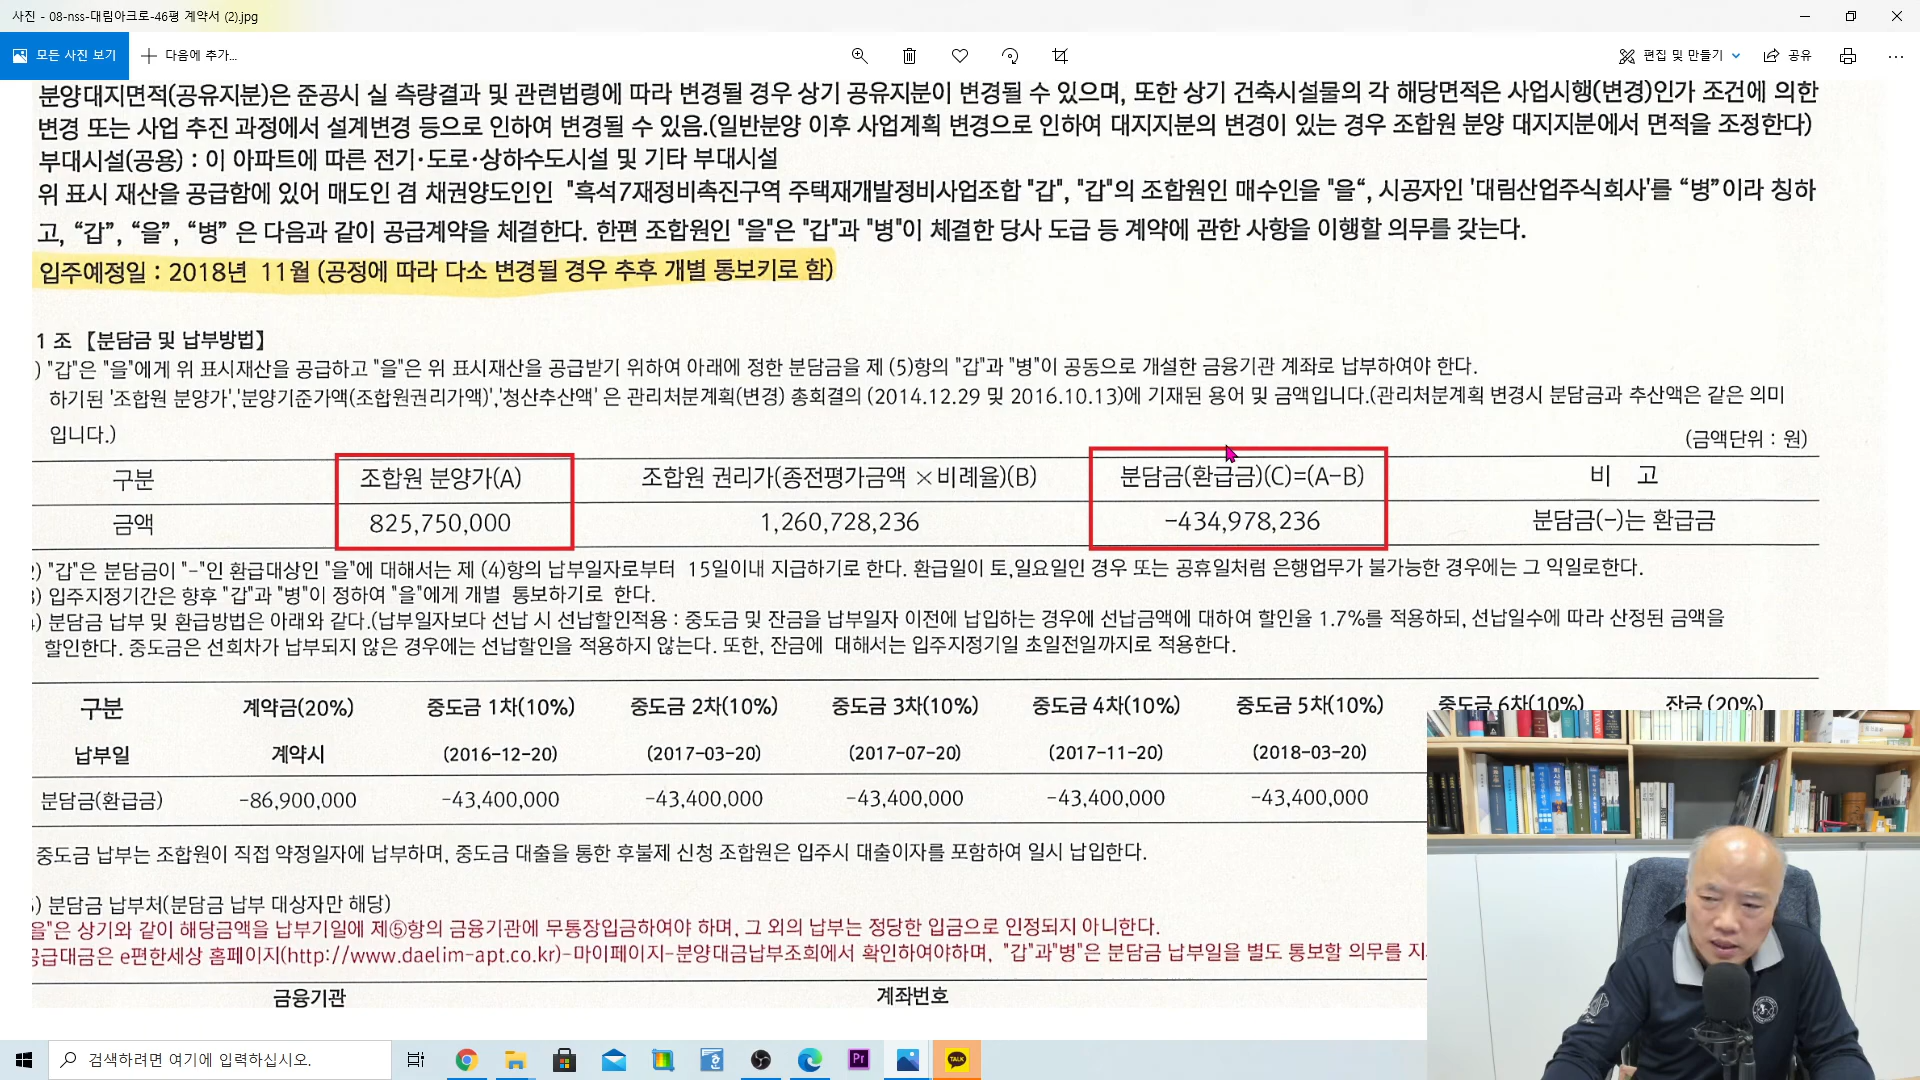 사진 - 08-nss-대림아크로-46평 계약서 (2).jpg
모든 사진 보기
다음에 추가...
편집 및 만들기
공유
분양대지면적(공유지분)은 준공시 실 측량결과 및 관련법령에 따라 변경될 경우 상기 공유지분이 변경될 수 있으며, 또한 상기 건축시설물의 각 해당면적은 사업시행(변경)인가 조건에 의한
변경 또는 사업 추진 과정에서 설계변경 등으로 인하여 변경될 수 있음.(일반분양 이후 사업계획 변경으로 인하여 대지지분의 변경이 있는 경우 조합원 분양 대지지분에서 면적을 조정한다)
부대시설(공용) : 이 아파트에 따른 전기·도로·상하수도시설 및 기타 부대시설
위 표시 재산을 공급함에 있어 매도인 겸 채권양도인인 "흑석7재정비촉진구역 주택재개발정비사업조합 "갑", "갑"의 조합원인 매수인을 "을“, 시공자인 '대림산업주식회사'를 “병”이라 칭하
고, “갑”, “을”, “병” 은 다음과 같이 공급계약을 체결한다. 한편 조합원인 "을"은 "갑"과 "병"이 체결한 당사 도급 등 계약에 관한 사항을 이행할 의무를 갖는다.
입주예정일 : 2018년 11월 (공정에 따라 다소 변경될 경우 추후 개별 통보키로 함)
1 조 【분담금 및 납부방법】
) "갑"은 "을"에게 위 표시재산을 공급하고 "을"은 위 표시재산을 공급받기 위하여 아래에 정한 분담금을 제 (5)항의 "갑"과 "병"이 공동으로 개설한 금융기관 계좌로 납부하여야 한다.
하기된 '조합원 분양가','분양기준가액(조합원권리가액)','청산추산액' 은 관리처분계획(변경) 총회결의 (2014.12.29 및 2016.10.13)에 기재된 용어 및 금액입니다.(관리처분계획 변경시 분담금과 추산액은 같은 의미
입니다.)
(금액단위 : 원)
구분 조합원 분양가(A) 조합원 권리가(종전평가금액 ×비례율)(B) 분담금(환급금)(C)=(A-B) 비 고
금액 825,750,000 1,260,728,236 -434,978,236 분담금(-)는 환급금
2) "갑"은 분담금이 "-"인 환급대상인 "을"에 대해서는 제 (4)항의 납부일자로부터 15일이내 지급하기로 한다. 환급일이 토,일요일인 경우 또는 공휴일처럼 은행업무가 불가능한 경우에는 그 익일로한다.
3) 입주지정기간은 향후 "갑"과 "병"이 정하여 "을"에게 개별 통보하기로 한다.
4) 분담금 납부 및 환급방법은 아래와 같다.(납부일자보다 선납 시 선납할인적용 : 중도금 및 잔금을 납부일자 이전에 납입하는 경우에 선납금액에 대하여 할인율 1.7%를 적용하되, 선납일수에 따라 산정된 금액을
할인한다. 중도금은 선회차가 납부되지 않은 경우에는 선납할인을 적용하지 않는다. 또한, 잔금에 대해서는 입주지정기일 초일전일까지로 적용한다.
구분 계약금(20%) 중도금 1차(10%) 중도금 2차(10%) 중도금 3차(10%) 중도금 4차(10%) 중도금 5차(10%) 중도금 6차(10%) 잔금 (20%)
납부일 계약시 (2016-12-20) (2017-03-20) (2017-07-20) (2017-11-20) (2018-03-20)
분담금(환급금) -86,900,000 -43,400,000 -43,400,000 -43,400,000 -43,400,000 -43,400,000
중도금 납부는 조합원이 직접 약정일자에 납부하며, 중도금 대출을 통한 후불제 신청 조합원은 입주시 대출이자를 포함하여 일시 납입한다.
) 분담금 납부처(분담금 납부 대상자만 해당)
을"은 상기와 같이 해당금액을 납부기일에 제⑤항의 금융기관에 무통장입금하여야 하며, 그 외의 납부는 정당한 입금으로 인정되지 아니한다.
공급대금은 e편한세상 홈페이지(http://www.daelim-apt.co.kr)-마이페이지-분양대금납부조회에서 확인하여야하며, "갑"과"병"은 분담금 납부일을 별도 통보할 의무를 지
금융기관 계좌번호
검색하려면 여기에 입력하십시오.
Pr
TALK